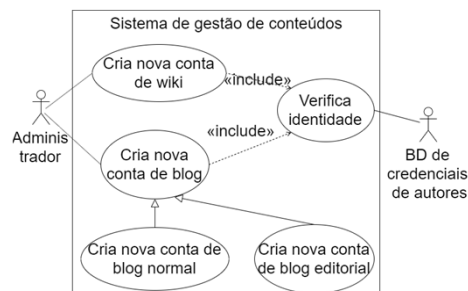 Sistema de gestão de conteúdos
Cria nova conta
de wiki
«include»
Verifica
identidade
Adminis
trador
«include»
Cria nova
conta de blog
BD de
credenciais
de autores
Cria nova conta de
blog normal
Cria nova conta
de blog editorial